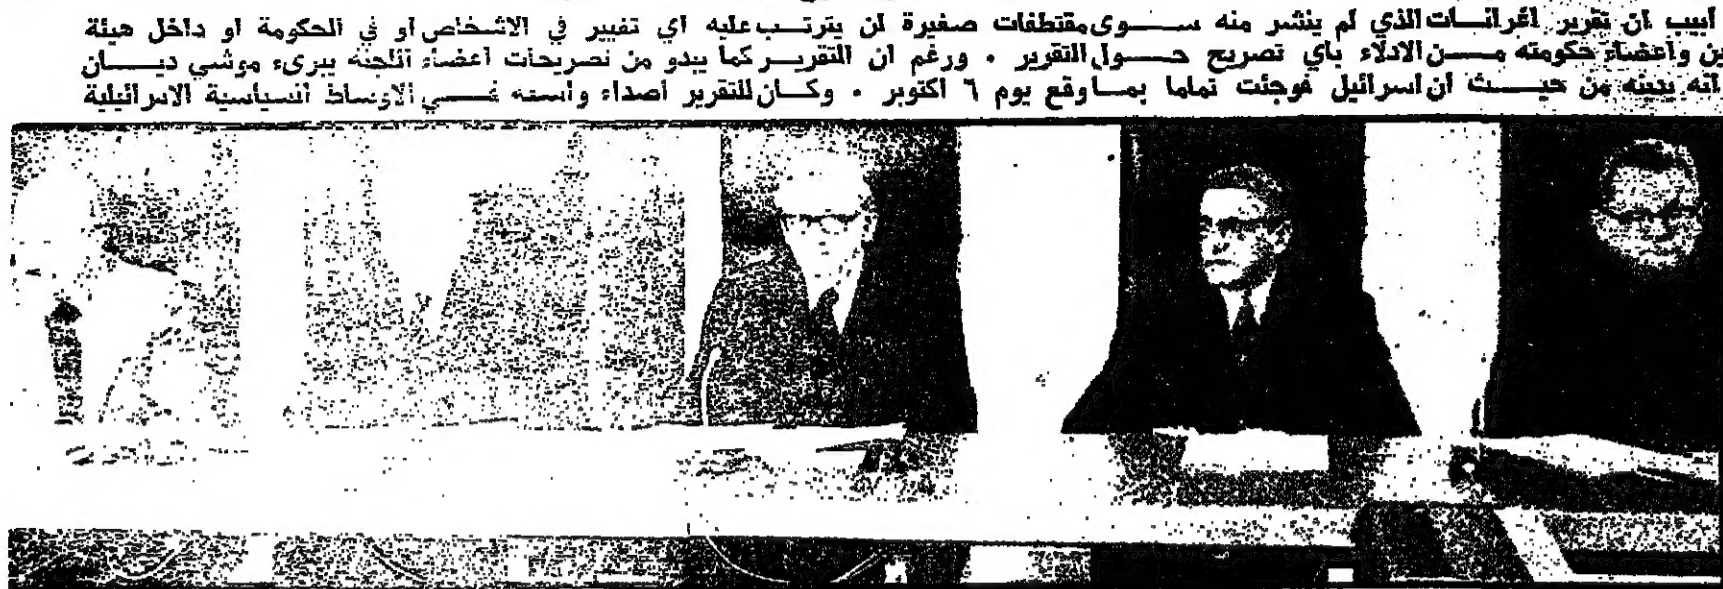 ابيب ان تقرير اغرانات الذي لم ينشر منه سوى مقتطفات صغيرة لن يترتب عليه اي تغيير في الاشخاص او في الحكومة او داخل هيئة
ين واعضاء حكومته من الادلاء باي تصريح حول التقرير . ورغم ان التقرير كما يبدو من تصريحات اعضاء اللجنه يبرىء موشي ديان
انه يدينه من حيث ان اسرائيل فوجئت تماما بما وقع يوم ٦ اكتوبر . وكان للتقرير أصداء واسعه في الاوساط السياسية الاسرائيلية